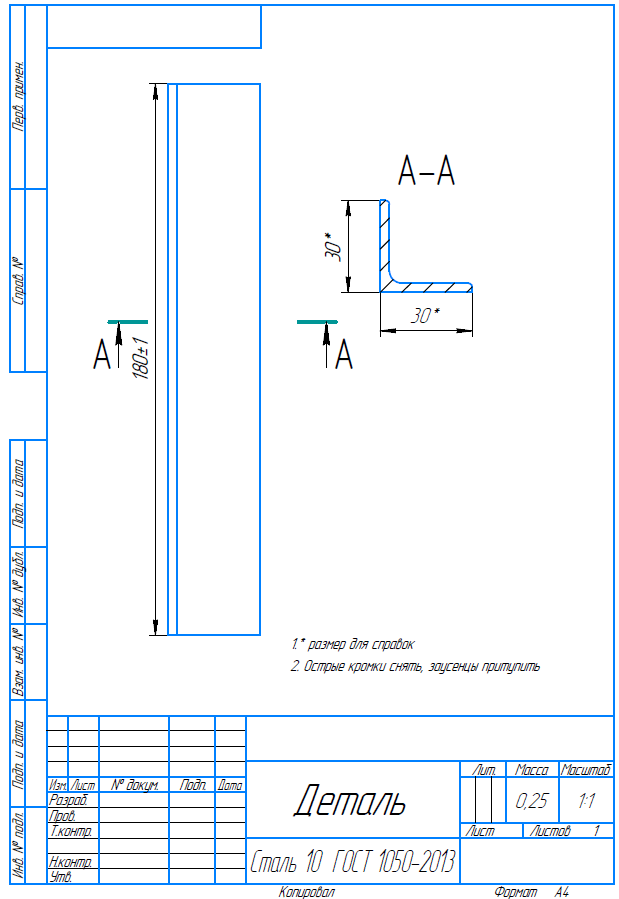 Перв. примен.
Справ. №
Подп. и дата
Инв. № дубл.
Взам. инв. №
Подп. и дата
Инв. № подл.
180±1
А
А
А-А
30*
30*
1.* размер для справок
2. Острые кромки снять, заусенцы притупить
Изм. Лист № докум. Подп. Дата
Разраб.
Пров.
Т.контр.
Н.контр.
Утв.
Деталь
Лит. Масса Масштаб
0,25 1:1
Лист Листов 1
Сталь 10 ГОСТ 1050-2013
Копировал Формат А4